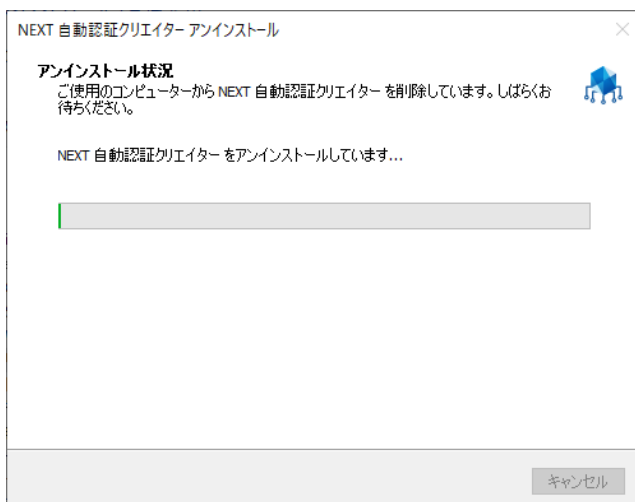 NEXT 自動認証クリエイター アンインストール
アンインストール状況
ご使用のコンピューターから NEXT 自動認証クリエイター を削除しています。しばらくお
待ちください。
NEXT 自動認証クリエイター をアンインストールしています...
キャンセル